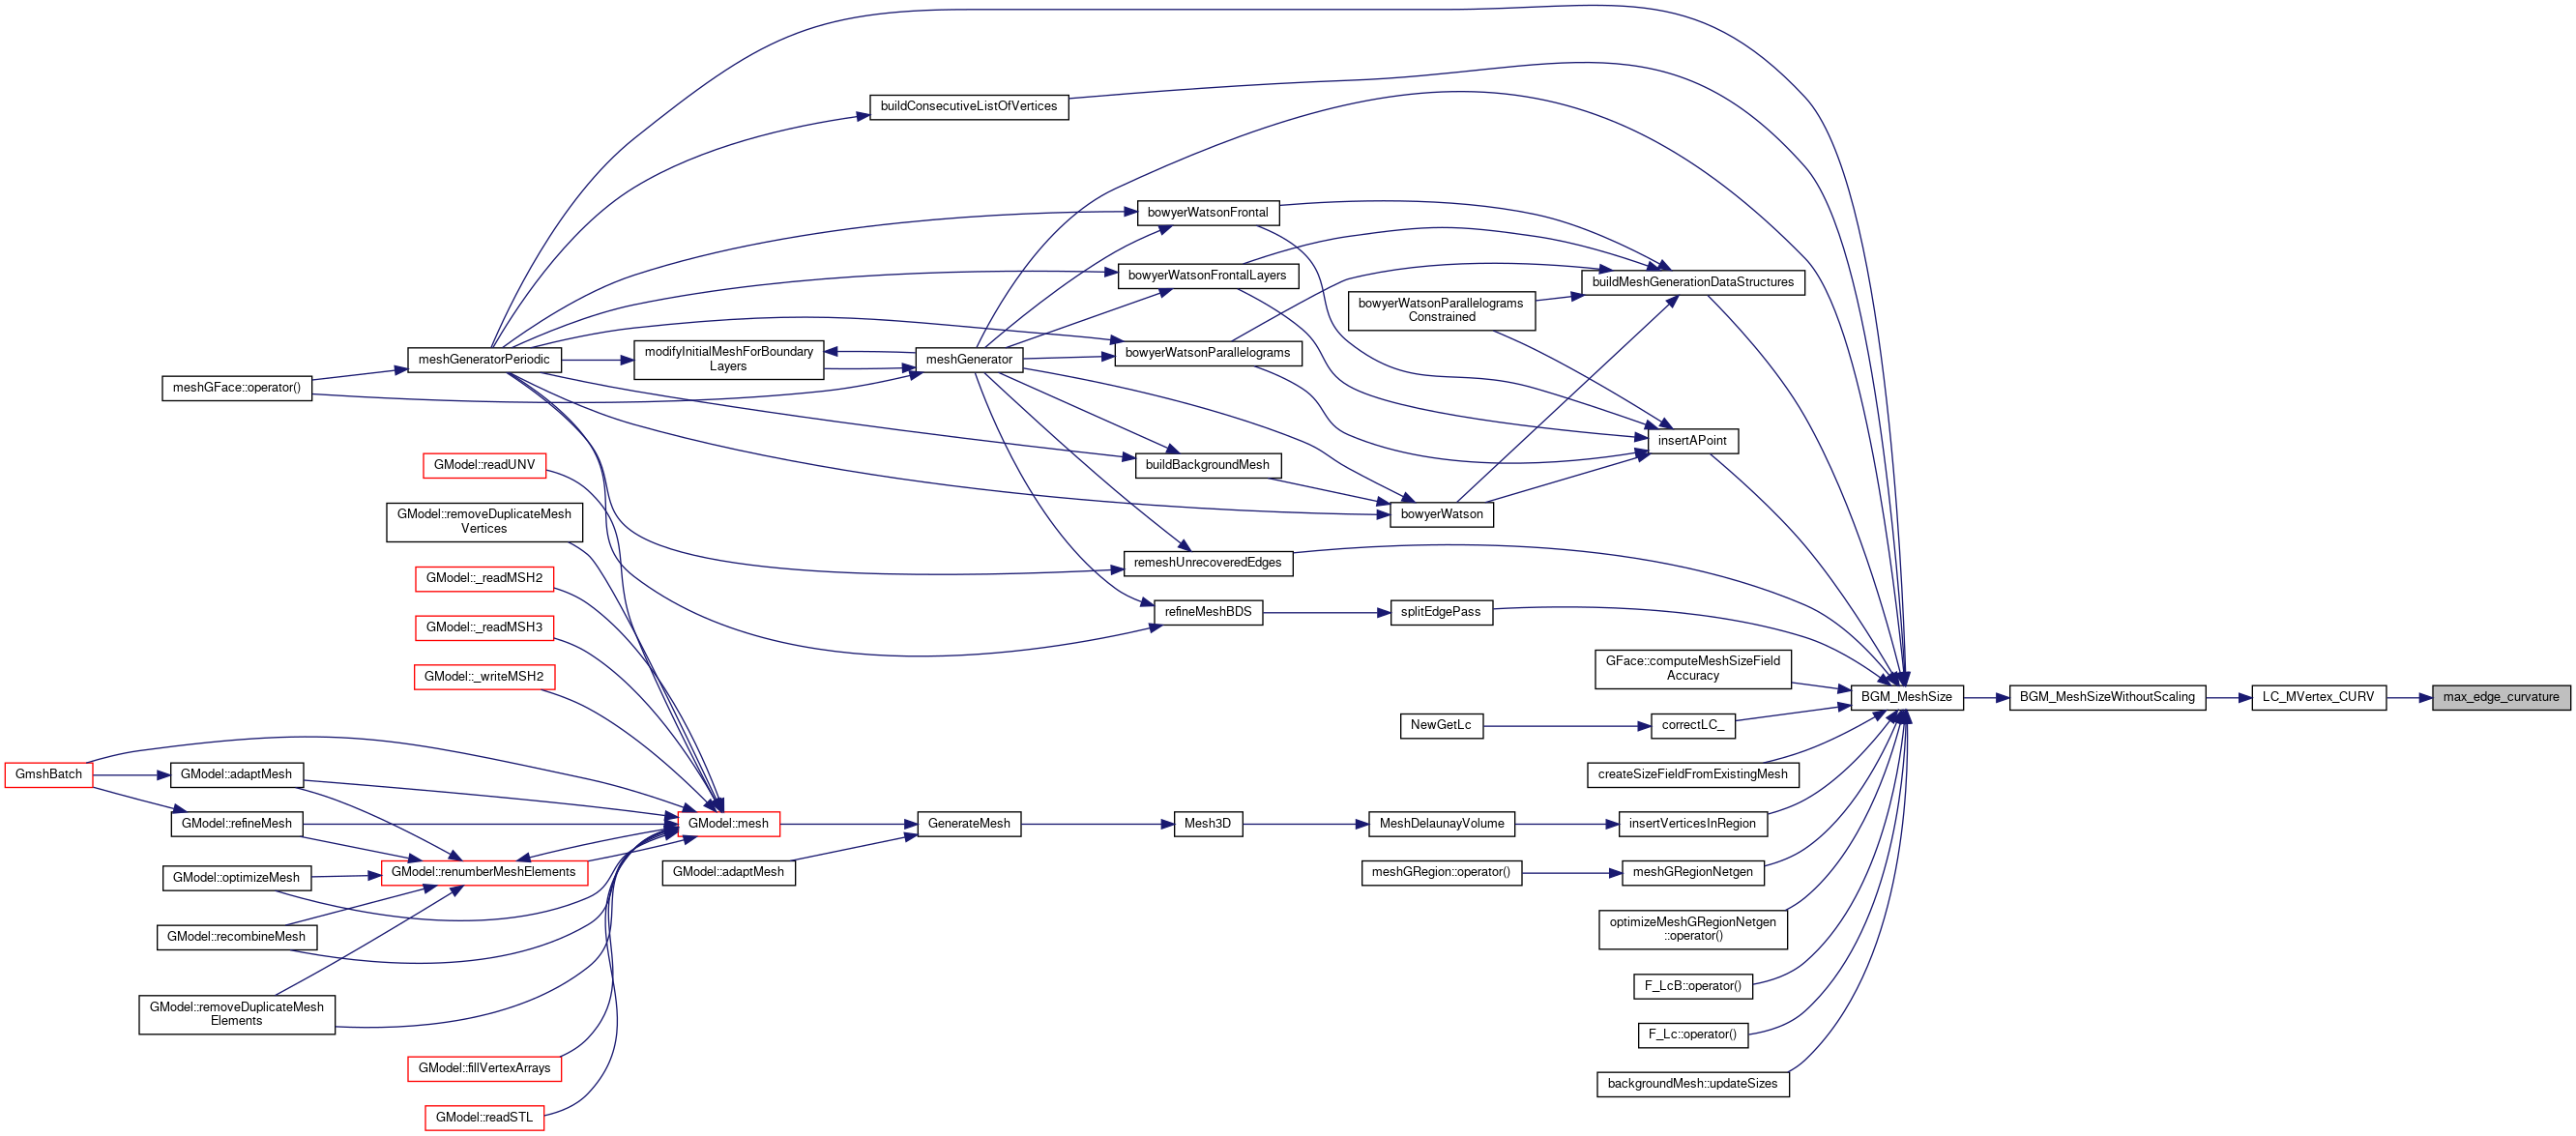 buildConsecutiveListOfVertices
bowyerWatsonFrontal
bowyerWatsonFrontalLayers
buildMeshGenerationDataStructures
bowyerWatsonParallelograms
Constrained
meshGeneratorPeriodic
modifyInitialMeshForBoundary
Layers
meshGenerator
bowyerWatsonParallelograms
meshGFace::operator()
insertAPoint
GModel::readUNV
buildBackgroundMesh
GModel::removeDuplicateMesh
Vertices
bowyerWatson
remeshUnrecoveredEdges
GModel::_readMSH2
refineMeshBDS
splitEdgePass
GModel::_readMSH3
GFace::computeMeshSizeField
Accuracy
GModel::_writeMSH2
BGM_MeshSize
BGM_MeshSizeWithoutScaling
LC_MVertex_CURV
max_edge_curvature
NewGetLc
correctLC_
GmshBatch
GModel::adaptMesh
createSizeFieldFromExistingMesh
GModel::refineMesh
GModel::mesh
GenerateMesh
Mesh3D
MeshDelaunayVolume
insertVerticesInRegion
GModel::optimizeMesh
GModel::renumberMeshElements
GModel::adaptMesh
meshGRegion::operator()
meshGRegionNetgen
GModel::recombineMesh
optimizeMeshGRegionNetgen
::operator()
F_LcB::operator()
GModel::removeDuplicateMesh
Elements
F_Lc::operator()
GModel::fillVertexArrays
backgroundMesh::updateSizes
GModel::readSTL